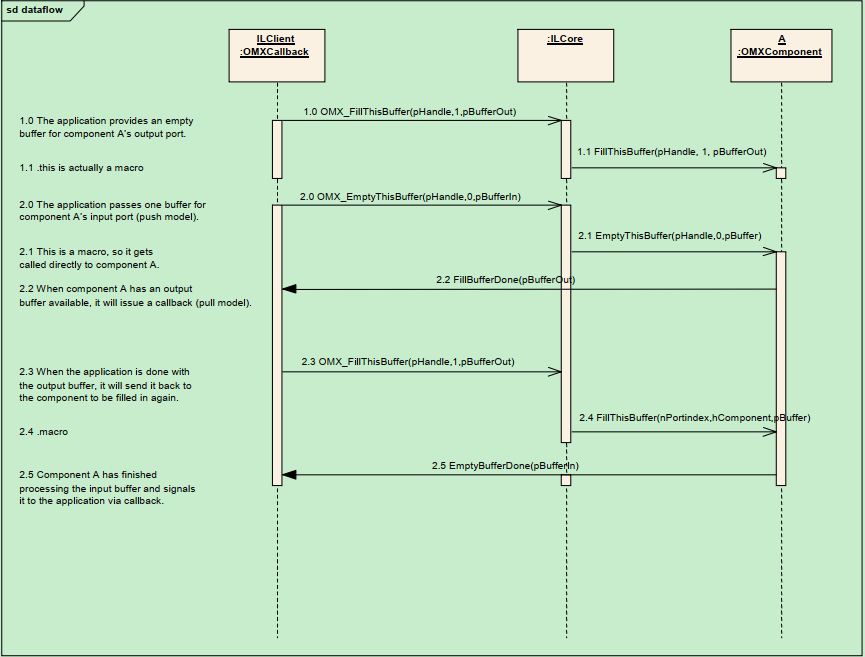 sd dataflow
ILClient
:OMXCallback
:ILCore
A
:OMXComponent
1.0 The application provides an empty
buffer for component A's output port.
1.0 OMX_FillThisBuffer(pHandle,1,pBufferOut)
1.1 .this is actually a macro
1.1 FillThisBuffer(pHandle, 1, pBufferOut)
2.0 The application passes one buffer for
component A's input port (push model).
2.0 OMX_EmptyThisBuffer(pHandle,0,pBufferIn)
2.1 This is a macro, so it gets
called directly to component A.
2.1 EmptyThisBuffer(pHandle,0,pBuffer)
2.2 When component A has an output
buffer available, it will issue a callback (pull model).
2.2 FillBufferDone(pBufferOut)
2.3 When the application is done with
the output buffer, it will send it back to
the component to be filled in again.
2.3 OMX_FillThisBuffer(pHandle,1,pBufferOut)
2.4 .macro
2.4 FillThisBuffer(nPortindex,hComponent,pBuffer)
2.5 Component A has finished
processing the input buffer and signals
it to the application via callback.
2.5 EmptyBufferDone(pBufferIn)